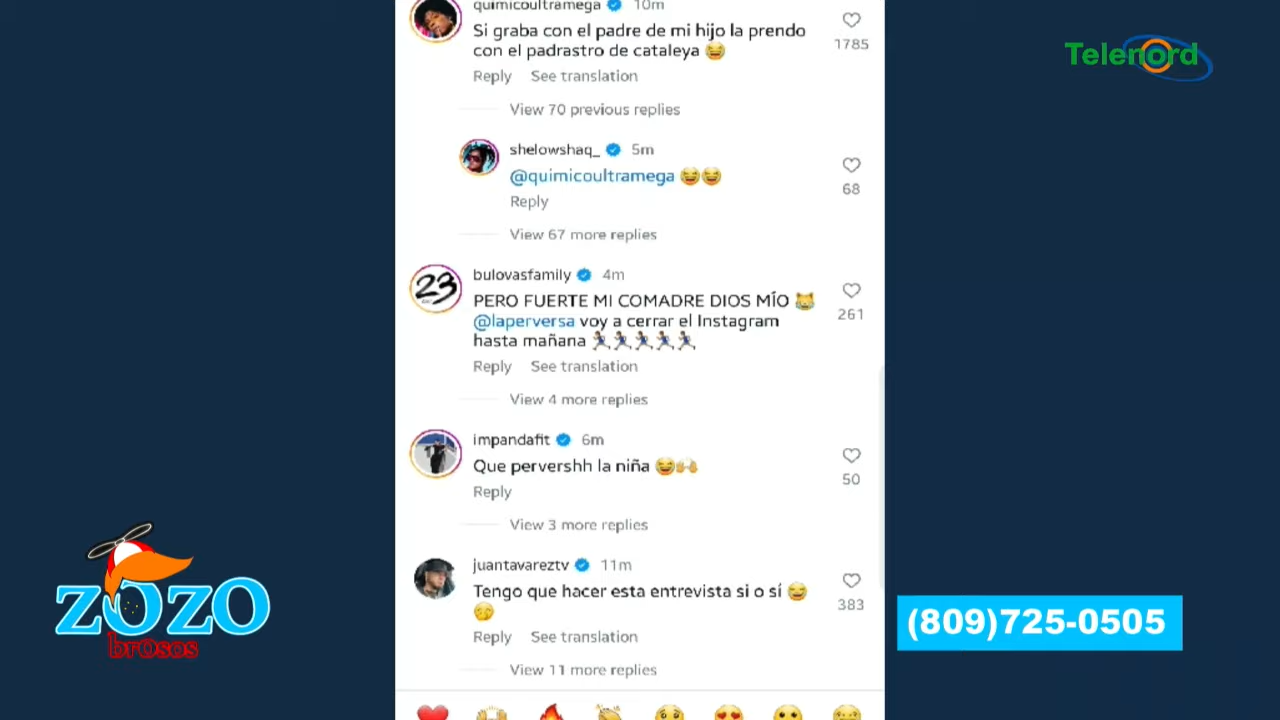 quimicoultramega 10m
Si graba con el padre de mi hijo la prendo
con el padrastro de cataleya 😂
1785
Reply See translation
View 70 previous replies
shelowshaq_ 5m
@quimicoultramega 😂😂
68
Reply
View 67 more replies
bulovasfamily 4m
PERO FUERTE MI COMADRE DIOS MÍO 😹
@laperversa voy a cerrar el Instagram
hasta mañana 🏃🏽‍♂️🏃🏽‍♂️🏃🏽‍♂️🏃🏽‍♂️🏃🏽‍♂️
261
Reply See translation
View 4 more replies
impandafit 6m
Que pervershh la niña 😂🙌
50
Reply
View 3 more replies
juantavareztv 11m
Tengo que hacer esta entrevista si o sí 😂
🫣
383
Reply See translation
View 11 more replies
Telenord
23
ZOZO
brosos
(809)725-0505